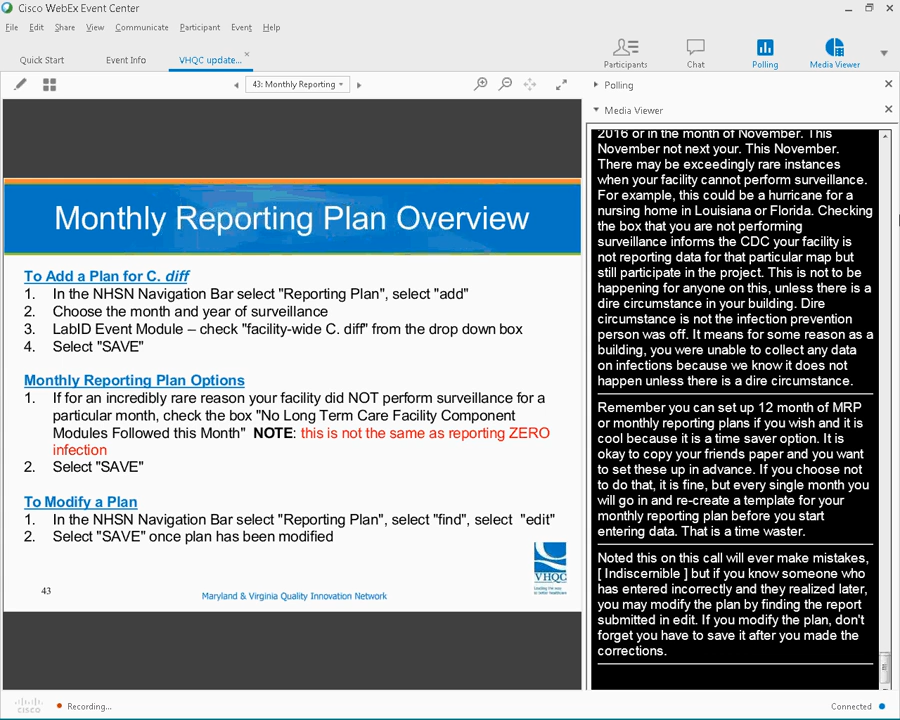 Cisco WebEx Event Center
File Edit Share View Communicate Participant Event Help
Quick Start Event Info VHQC update...
Participants Chat Polling Media Viewer
43: Monthly Reporting
Monthly Reporting Plan Overview
To Add a Plan for C. diff
1. In the NHSN Navigation Bar select "Reporting Plan", select "add"
2. Choose the month and year of surveillance
3. LabID Event Module – check "facility-wide C. diff" from the drop down box
4. Select "SAVE"
Monthly Reporting Plan Options
1. If for an incredibly rare reason your facility did NOT perform surveillance for a
particular month, check the box "No Long Term Care Facility Component
Modules Followed this Month" NOTE: this is not the same as reporting ZERO
infection
2. Select "SAVE"
To Modify a Plan
1. In the NHSN Navigation Bar select "Reporting Plan", select "find", select "edit"
2. Select "SAVE" once plan has been modified
VHQC
43
Maryland & Virginia Quality Innovation Network
Polling
Media Viewer
2016 or in the month of November. This
November not next your. This November.
There may be exceedingly rare instances
when your facility cannot perform surveillance.
For example, this could be a hurricane for a
nursing home in Louisiana or Florida. Checking
the box that you are not performing
surveillance informs the CDC your facility is
not reporting data for that particular map but
still participate in the project. This is not to be
happening for anyone on this, unless there is a
dire circumstance in your building. Dire
circumstance is not the infection prevention
person was off. It means for some reason as a
building, you were unable to collect any data
on infections because we know it does not
happen unless there is a dire circumstance.
Remember you can set up 12 month of MRP
or monthly reporting plans if you wish and it is
cool because it is a time saver option. It is
okay to copy your friends paper and you want
to set these up in advance. If you choose not
to do that, it is fine, but every single month you
will go in and re-create a template for your
monthly reporting plan before you start
entering data. That is a time waster.
Noted this on this call will ever make mistakes,
[ Indiscernible ] but if you know someone who
has entered incorrectly and they realized later,
you may modify the plan by finding the report
submitted in edit. If you modify the plan, don't
forget you have to save it after you made the
corrections.
cisco
Recording...
Connected